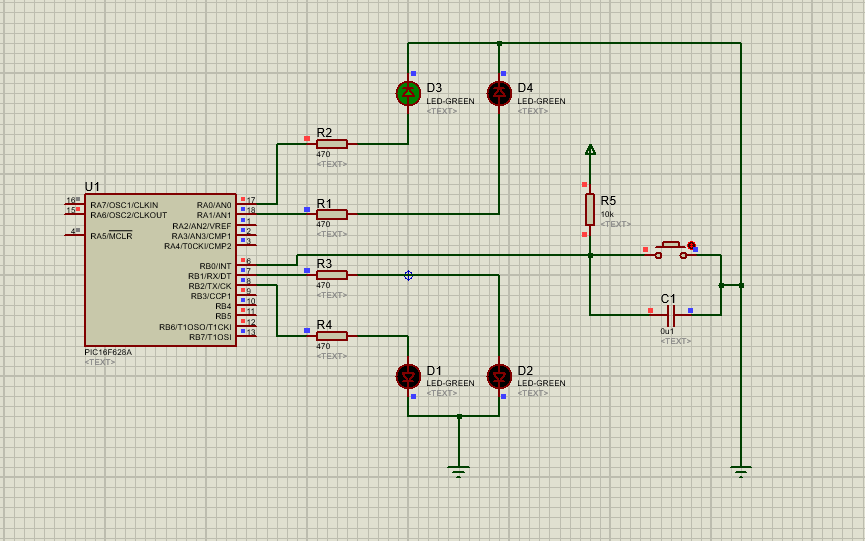 D3
LED-GREEN
<TEXT>
D4
LED-GREEN
<TEXT>
R2
470
<TEXT>
R1
470
<TEXT>
R5
10k
<TEXT>
U1
16
RA7/OSC1/CLKIN
15
RA6/OSC2/CLKOUT
4
RA5/MCLR
RA0/AN0
17
RA1/AN1
18
RA2/AN2/VREF
1
RA3/AN3/CMP1
2
RA4/T0CKI/CMP2
3
RB0/INT
6
RB1/RX/DT
7
RB2/TX/CK
8
RB3/CCP1
9
RB4
10
RB5
11
RB6/T1OSO/T1CKI
12
RB7/T1OSI
13
PIC16F628A
<TEXT>
R3
470
<TEXT>
R4
470
<TEXT>
C1
0u1
<TEXT>
D1
LED-GREEN
<TEXT>
D2
LED-GREEN
<TEXT>